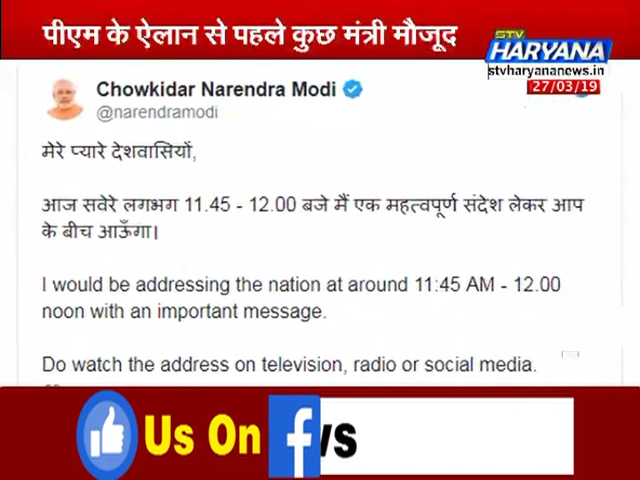 पीएम के ऐलान से पहले कुछ मंत्री मौजूद
STV
HARYANA
stvharyananews.in
27/03/19
Chowkidar Narendra Modi
@narendramodi
मेरे प्यारे देशवासियों,
आज सवेरे लगभग 11.45 - 12.00 बजे मैं एक महत्वपूर्ण संदेश लेकर आप
के बीच आऊँगा।
I would be addressing the nation at around 11:45 AM - 12.00
noon with an important message.
Do watch the address on television, radio or social media.
Us On f